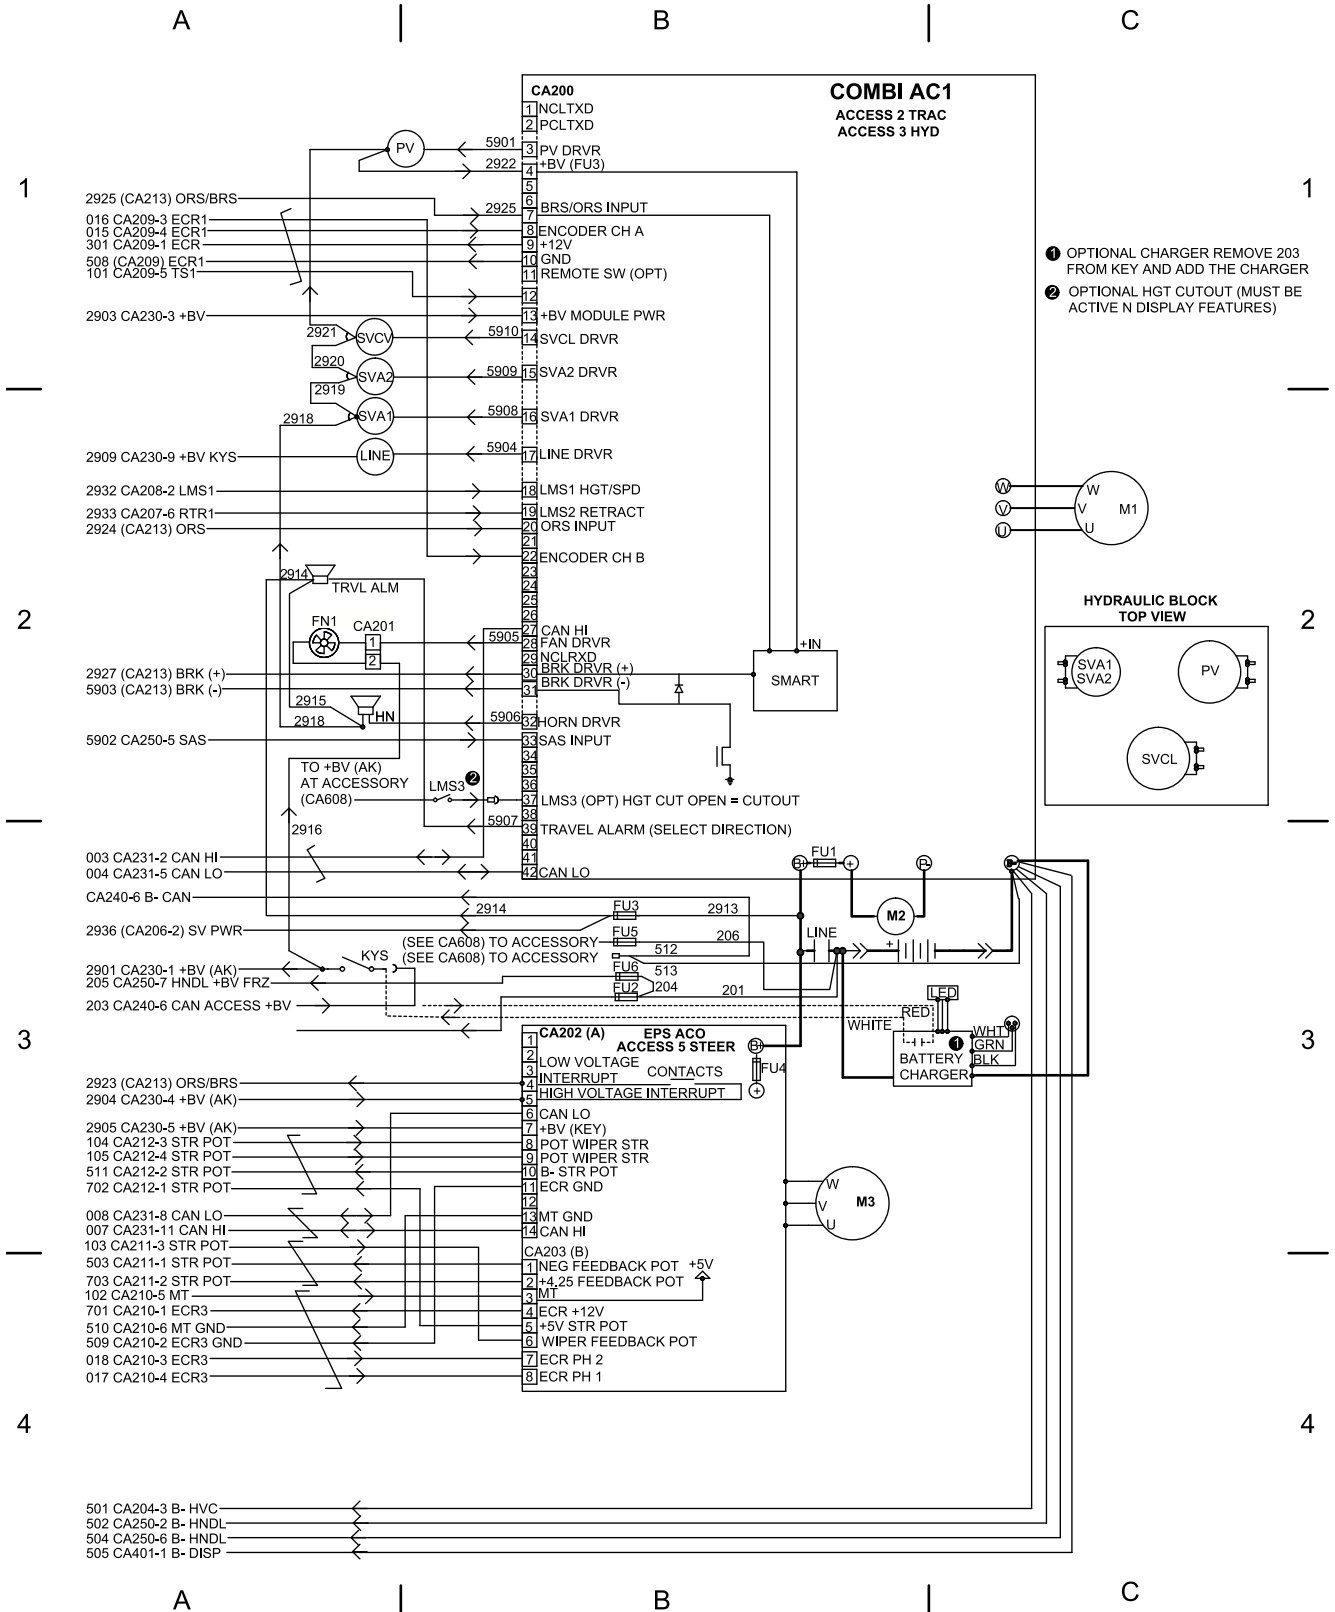 A B C
CA200
COMBI AC1
ACCESS 2 TRAC
ACCESS 3 HYD
1 NCLTXD
2 PCLTXD
PV 5901 3 PV DRVR
2922 4 +BV (FU3)
5
6
1 1
2925 (CA213) ORS/BRS 2925 7 BRS/ORS INPUT
016 CA209-3 ECR1
015 CA209-4 ECR1 8 ENCODER CH A
301 CA209-1 ECR 9 +12V
508 (CA209) ECR1 10 GND
101 CA209-5 TS1 11 REMOTE SW (OPT)
12
1 OPTIONAL CHARGER REMOVE 203
FROM KEY AND ADD THE CHARGER
2 OPTIONAL HGT CUTOUT (MUST BE
ACTIVE N DISPLAY FEATURES)
2903 CA230-3 +BV 13 +BV MODULE PWR
2921 SVCV 5910 14 SVCL DRVR
2920 SVA2 5909 15 SVA2 DRVR
2919
2918 SVA1 5908 16 SVA1 DRVR
2909 CA230-9 +BV KYS LINE 5904 17 LINE DRVR
2932 CA208-2 LMS1 18 LMS1 HGT/SPD
2933 CA207-6 RTR1 19 LMS2 RETRACT
2924 (CA213) ORS 20 ORS INPUT
21
22 ENCODER CH B
23
24
25
26
W W
V V M1
U U
2914 TRVL ALM
FN1 CA201
1
2
27 CAN HI
5905 28 FAN DRVR
29 NCLRXD
2927 (CA213) BRK (+) 30 BRK DRVR (+)
5903 (CA213) BRK (-) 31 BRK DRVR (-)
+IN
SMART
2 2
HYDRAULIC BLOCK
TOP VIEW
SVA1
SVA2
PV
SVCL
2915
2918 HN 5906 32 HORN DRVR
5902 CA250-5 SAS 33 SAS INPUT
34
35
36
TO +BV (AK)
AT ACCESSORY
(CA608) LMS3 2 37 LMS3 (OPT) HGT CUT OPEN = CUTOUT
38
2916 5907 39 TRAVEL ALARM (SELECT DIRECTION)
40
003 CA231-2 CAN HI 41
004 CA231-5 CAN LO 42 CAN LO
B+ FU1 + P- B-
M2
CA240-6 B- CAN
2914 FU3 2913
2936 (CA206-2) SV PWR
(SEE CA608) TO ACCESSORY FU5 206
(SEE CA608) TO ACCESSORY 512
LINE +
2901 CA230-1 +BV (AK) KYS
205 CA250-7 HNDL +BV FRZ FU6 513
FU2 204 201
203 CA240-6 CAN ACCESS +BV
LED
RED
WHITE
WHT
GRN
BLK
1
BATTERY
CHARGER
3 3
CA202 (A) EPS ACO
ACCESS 5 STEER
B+
FU4
+
1
2
3 LOW VOLTAGE
2923 (CA213) ORS/BRS 4 INTERRUPT CONTACTS
2904 CA230-4 +BV (AK) 5 HIGH VOLTAGE INTERRUPT
6 CAN LO
2905 CA230-5 +BV (AK) 7 +BV (KEY)
104 CA212-3 STR POT 8 POT WIPER STR
105 CA212-4 STR POT 9 POT WIPER STR
511 CA212-2 STR POT 10 B- STR POT
702 CA212-1 STR POT 11 ECR GND
12
008 CA231-8 CAN LO 13 MT GND
007 CA231-11 CAN HI 14 CAN HI
W
V M3
U
103 CA211-3 STR POT CA203 (B)
503 CA211-1 STR POT 1 NEG FEEDBACK POT +5V
703 CA211-2 STR POT 2 +4.25 FEEDBACK POT
102 CA210-5 MT 3 MT
701 CA210-1 ECR3 4 ECR +12V
510 CA210-6 MT GND 5 +5V STR POT
509 CA210-2 ECR3 GND 6 WIPER FEEDBACK POT
018 CA210-3 ECR3 7 ECR PH 2
017 CA210-4 ECR3 8 ECR PH 1
4 4
501 CA204-3 B- HVC
502 CA250-2 B- HNDL
504 CA250-6 B- HNDL
505 CA401-1 B- DISP
A B C